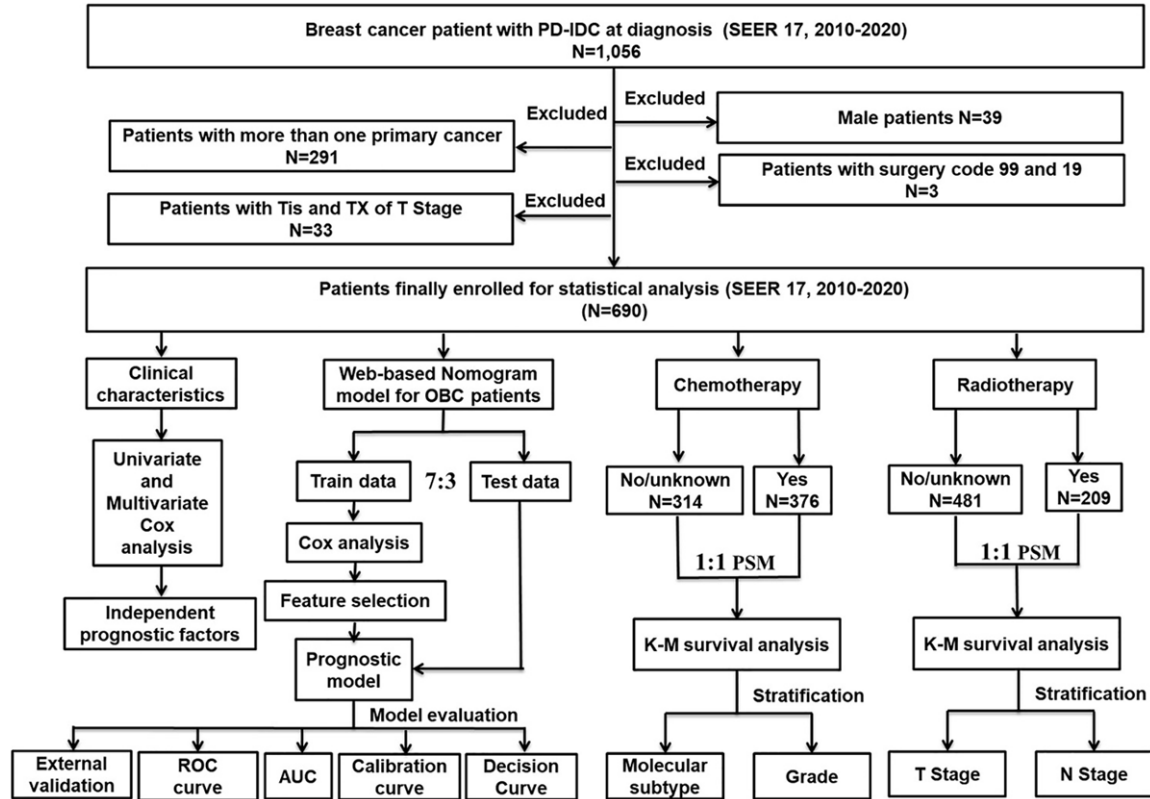 Breast cancer patient with PD-IDC at diagnosis (SEER 17, 2010-2020)
N=1,056
Excluded
Male patients N=39
Excluded
Patients with more than one primary cancer
N=291
Excluded
Patients with surgery code 99 and 19
N=3
Excluded
Patients with Tis and TX of T Stage
N=33
Patients finally enrolled for statistical analysis (SEER 17, 2010-2020)
(N=690)
Clinical
characteristics
Univariate
and
Multivariate
Cox
analysis
Independent
prognostic factors
Web-based Nomogram
model for OBC patients
Train data
7:3
Test data
Cox analysis
Feature selection
Prognostic
model
Model evaluation
External
validation
ROC
curve
AUC
Calibration
curve
Decision
Curve
Chemotherapy
No/unknown
N=314
Yes
N=376
1:1 PSM
K-M survival analysis
Stratification
Molecular
subtype
Grade
Radiotherapy
No/unknown
N=481
Yes
N=209
1:1 PSM
K-M survival analysis
Stratification
T Stage
N Stage